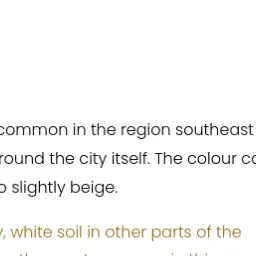 common in the region southeast
round the city itself. The colour
slightly beige.
white soil in other parts of the